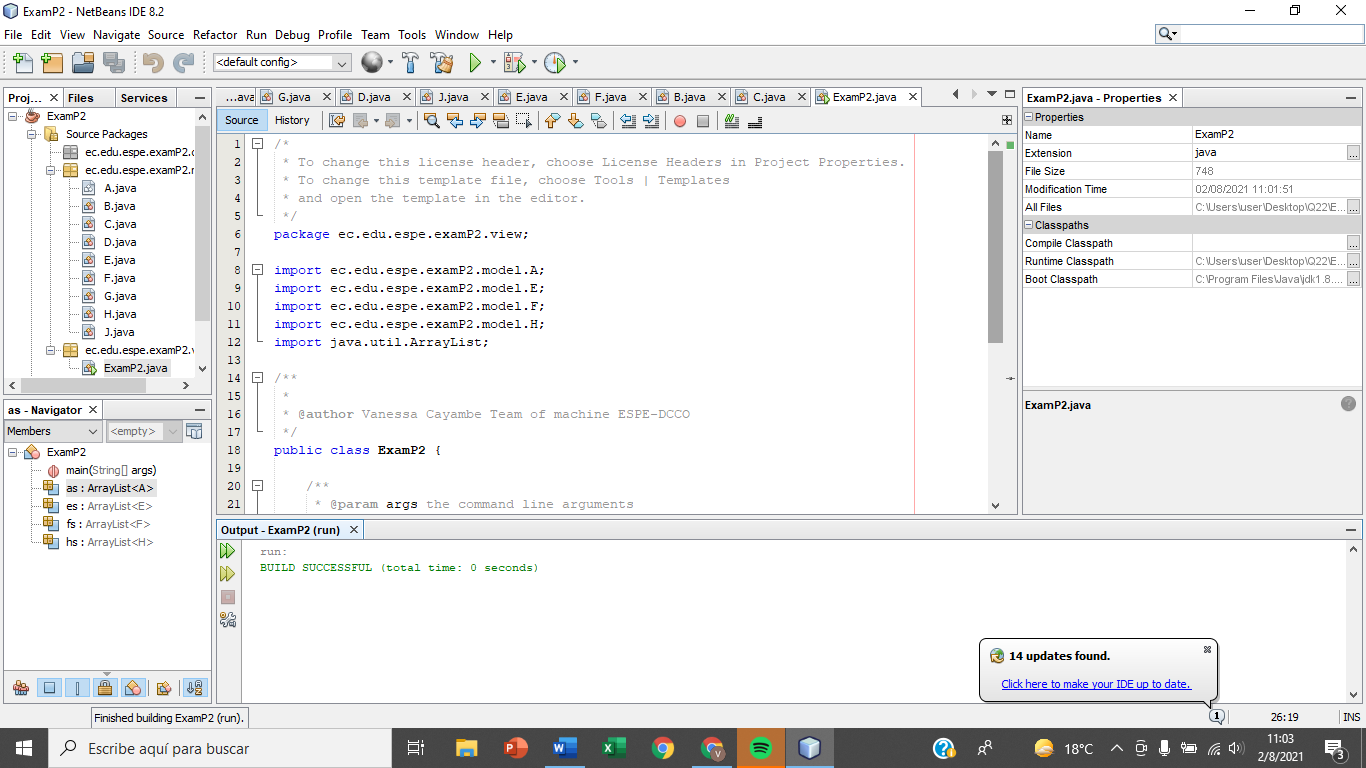 ExamP2 - NetBeans IDE 8.2
File Edit View Navigate Source Refactor Run Debug Profile Team Tools Window Help
<default config>
Proj... Files Services
ExamP2
Source Packages
ec.edu.espe.examP2.c
ec.edu.espe.examP2.r
A.java
B.java
C.java
D.java
E.java
F.java
G.java
H.java
J.java
ec.edu.espe.examP2.v
ExamP2.java
as - Navigator
Members <empty>
ExamP2
main(String[] args)
as : ArrayList<A>
es : ArrayList<E>
fs : ArrayList<F>
hs : ArrayList<H>
...ava G.java D.java J.java E.java F.java B.java C.java ExamP2.java
Source History
1 /*
2 * To change this license header, choose License Headers in Project Properties.
3 * To change this template file, choose Tools | Templates
4 * and open the template in the editor.
5 */
6 package ec.edu.espe.examP2.view;
7
8 import ec.edu.espe.examP2.model.A;
9 import ec.edu.espe.examP2.model.E;
10 import ec.edu.espe.examP2.model.F;
11 import ec.edu.espe.examP2.model.H;
12 import java.util.ArrayList;
13
14 /**
15 *
16 * @author Vanessa Cayambe Team of machine ESPE-DCCO
17 */
18 public class ExamP2 {
19
20 /**
21 * @param args the command line arguments
ExamP2.java - Properties
Properties
Name ExamP2
Extension java ...
File Size 748
Modification Time 02/08/2021 11:01:51
All Files C:\Users\user\Desktop\Q22\E... ...
Classpaths
Compile Classpath ...
Runtime Classpath C:\Users\user\Desktop\Q22\E... ...
Boot Classpath C:\Program Files\Java\jdk1.8.... ...
ExamP2.java
Output - ExamP2 (run)
run:
BUILD SUCCESSFUL (total time: 0 seconds)
14 updates found.
Click here to make your IDE up to date.
Finished building ExamP2 (run).
1 26:19 INS
Escribe aquí para buscar
18°C
11:03
2/8/2021
3